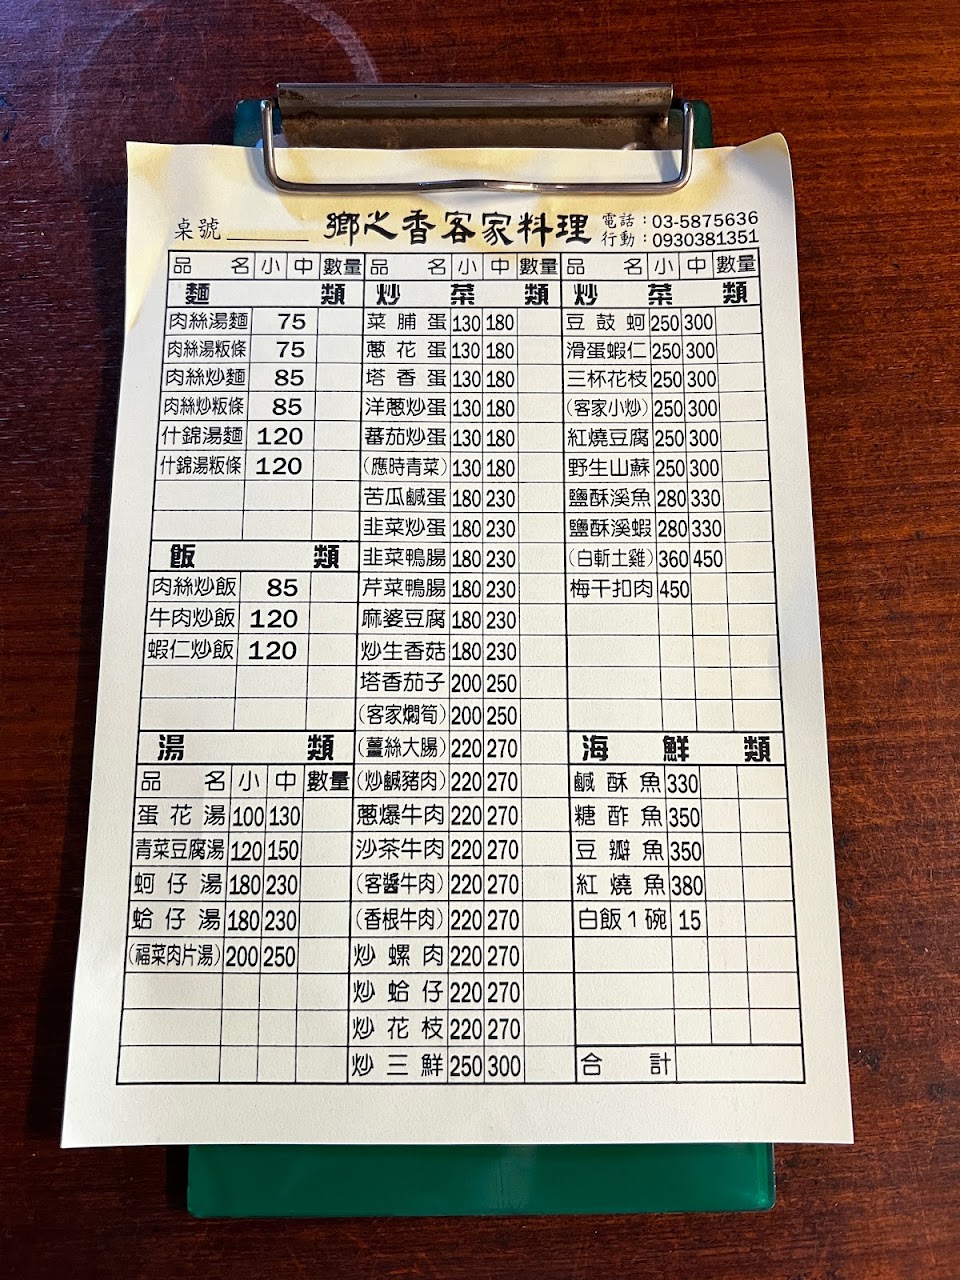 桌號 鄉之香客家料理 電話：03-5875636
行動：0930381351
品名 小 中 數量 品名 小 中 數量 品名 小 中 數量
麵類
肉絲湯麵 75
肉絲湯粄條 75
肉絲炒麵 85
肉絲炒粄條 85
什錦湯麵 120
什錦湯粄條 120
飯類
肉絲炒飯 85
牛肉炒飯 120
蝦仁炒飯 120
湯類
品名 小 中 數量
蛋花湯 100 130
青菜豆腐湯 120 150
蚵仔湯 180 230
蛤仔湯 180 230
(福菜肉片湯) 200 250
炒菜類
菜脯蛋 130 180
蔥花蛋 130 180
塔香蛋 130 180
洋蔥炒蛋 130 180
蕃茄炒蛋 130 180
(應時青菜) 130 180
苦瓜鹹蛋 180 230
韭菜炒蛋 180 230
韭菜鴨腸 180 230
芹菜鴨腸 180 230
麻婆豆腐 180 230
炒生香菇 180 230
塔香茄子 200 250
(客家燜筍) 200 250
(薑絲大腸) 220 270
(炒鹹豬肉) 220 270
蔥爆牛肉 220 270
沙茶牛肉 220 270
(客醬牛肉) 220 270
(香根牛肉) 220 270
炒螺肉 220 270
炒蛤仔 220 270
炒花枝 220 270
炒三鮮 250 300
炒菜類
豆鼓蚵 250 300
滑蛋蝦仁 250 300
三杯花枝 250 300
(客家小炒) 250 300
紅燒豆腐 250 300
野生山蘇 250 300
鹽酥溪魚 280 330
鹽酥溪蝦 280 330
(白斬土雞) 360 450
梅干扣肉 450
海鮮類
鹹酥魚 330
糖酢魚 350
豆瓣魚 350
紅燒魚 380
白飯1碗 15
合計